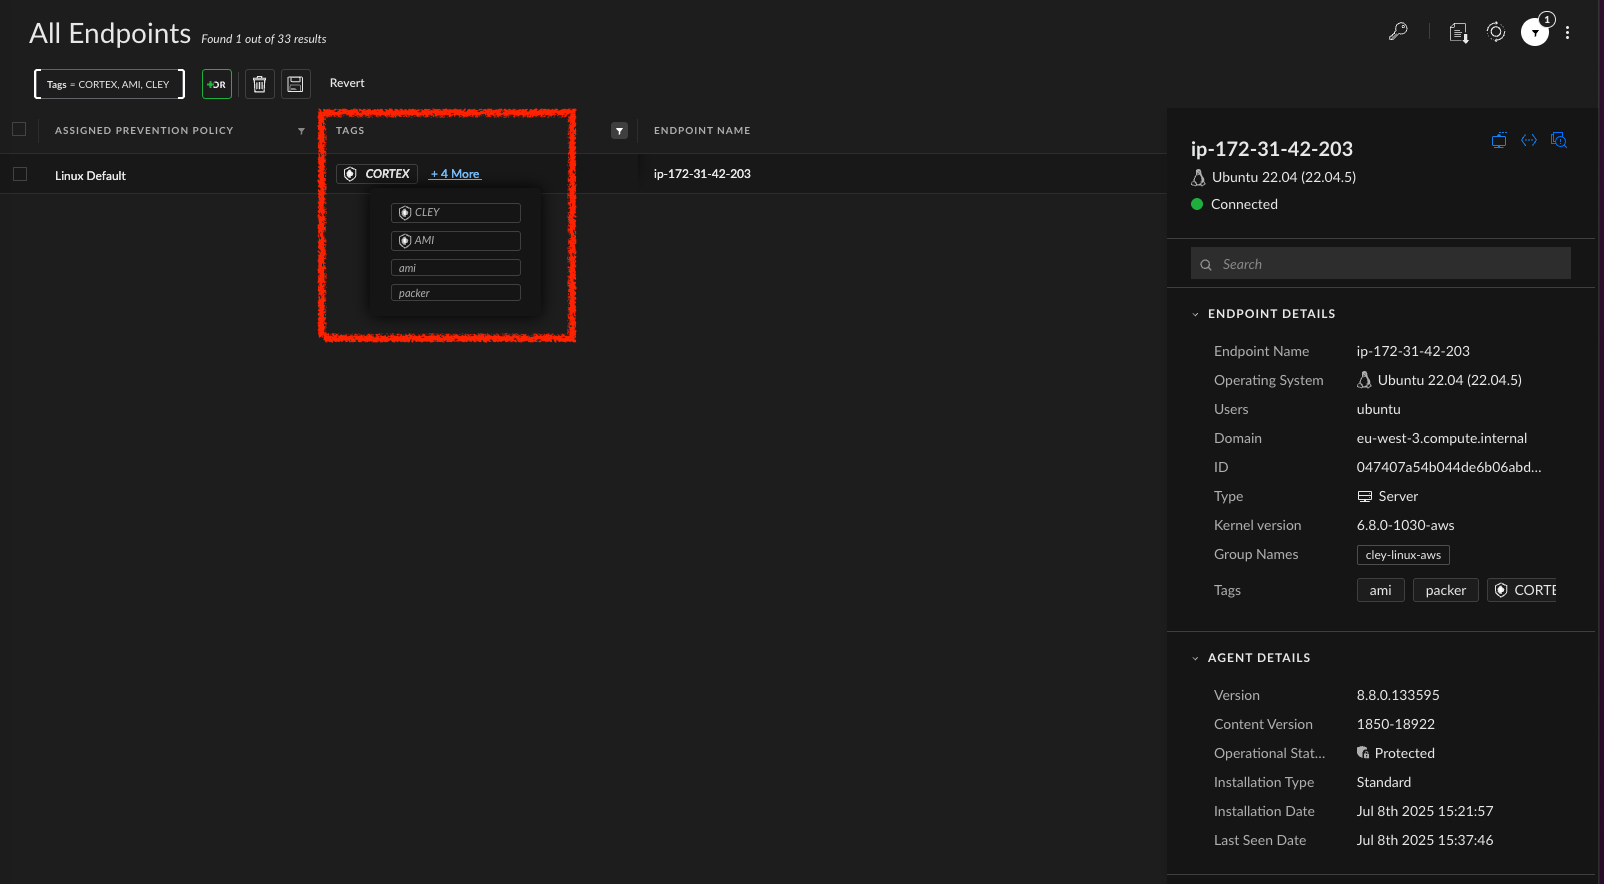 All Endpoints Found 1 out of 33 results
1
Tags = CORTEX, AMI, CLEY
+OR
Revert
ASSIGNED PREVENTION POLICY
TAGS
ENDPOINT NAME
Linux Default
CORTEX
+ 4 More
ip-172-31-42-203
CLEY
AMI
ami
packer
ip-172-31-42-203
Ubuntu 22.04 (22.04.5)
Connected
Search
ENDPOINT DETAILS
Endpoint Name ip-172-31-42-203
Operating System Ubuntu 22.04 (22.04.5)
Users ubuntu
Domain eu-west-3.compute.internal
ID 047407a54b044de6b06abd...
Type Server
Kernel version 6.8.0-1030-aws
Group Names cley-linux-aws
Tags ami packer CORTE
AGENT DETAILS
Version 8.8.0.133595
Content Version 1850-18922
Operational Stat... Protected
Installation Type Standard
Installation Date Jul 8th 2025 15:21:57
Last Seen Date Jul 8th 2025 15:37:46